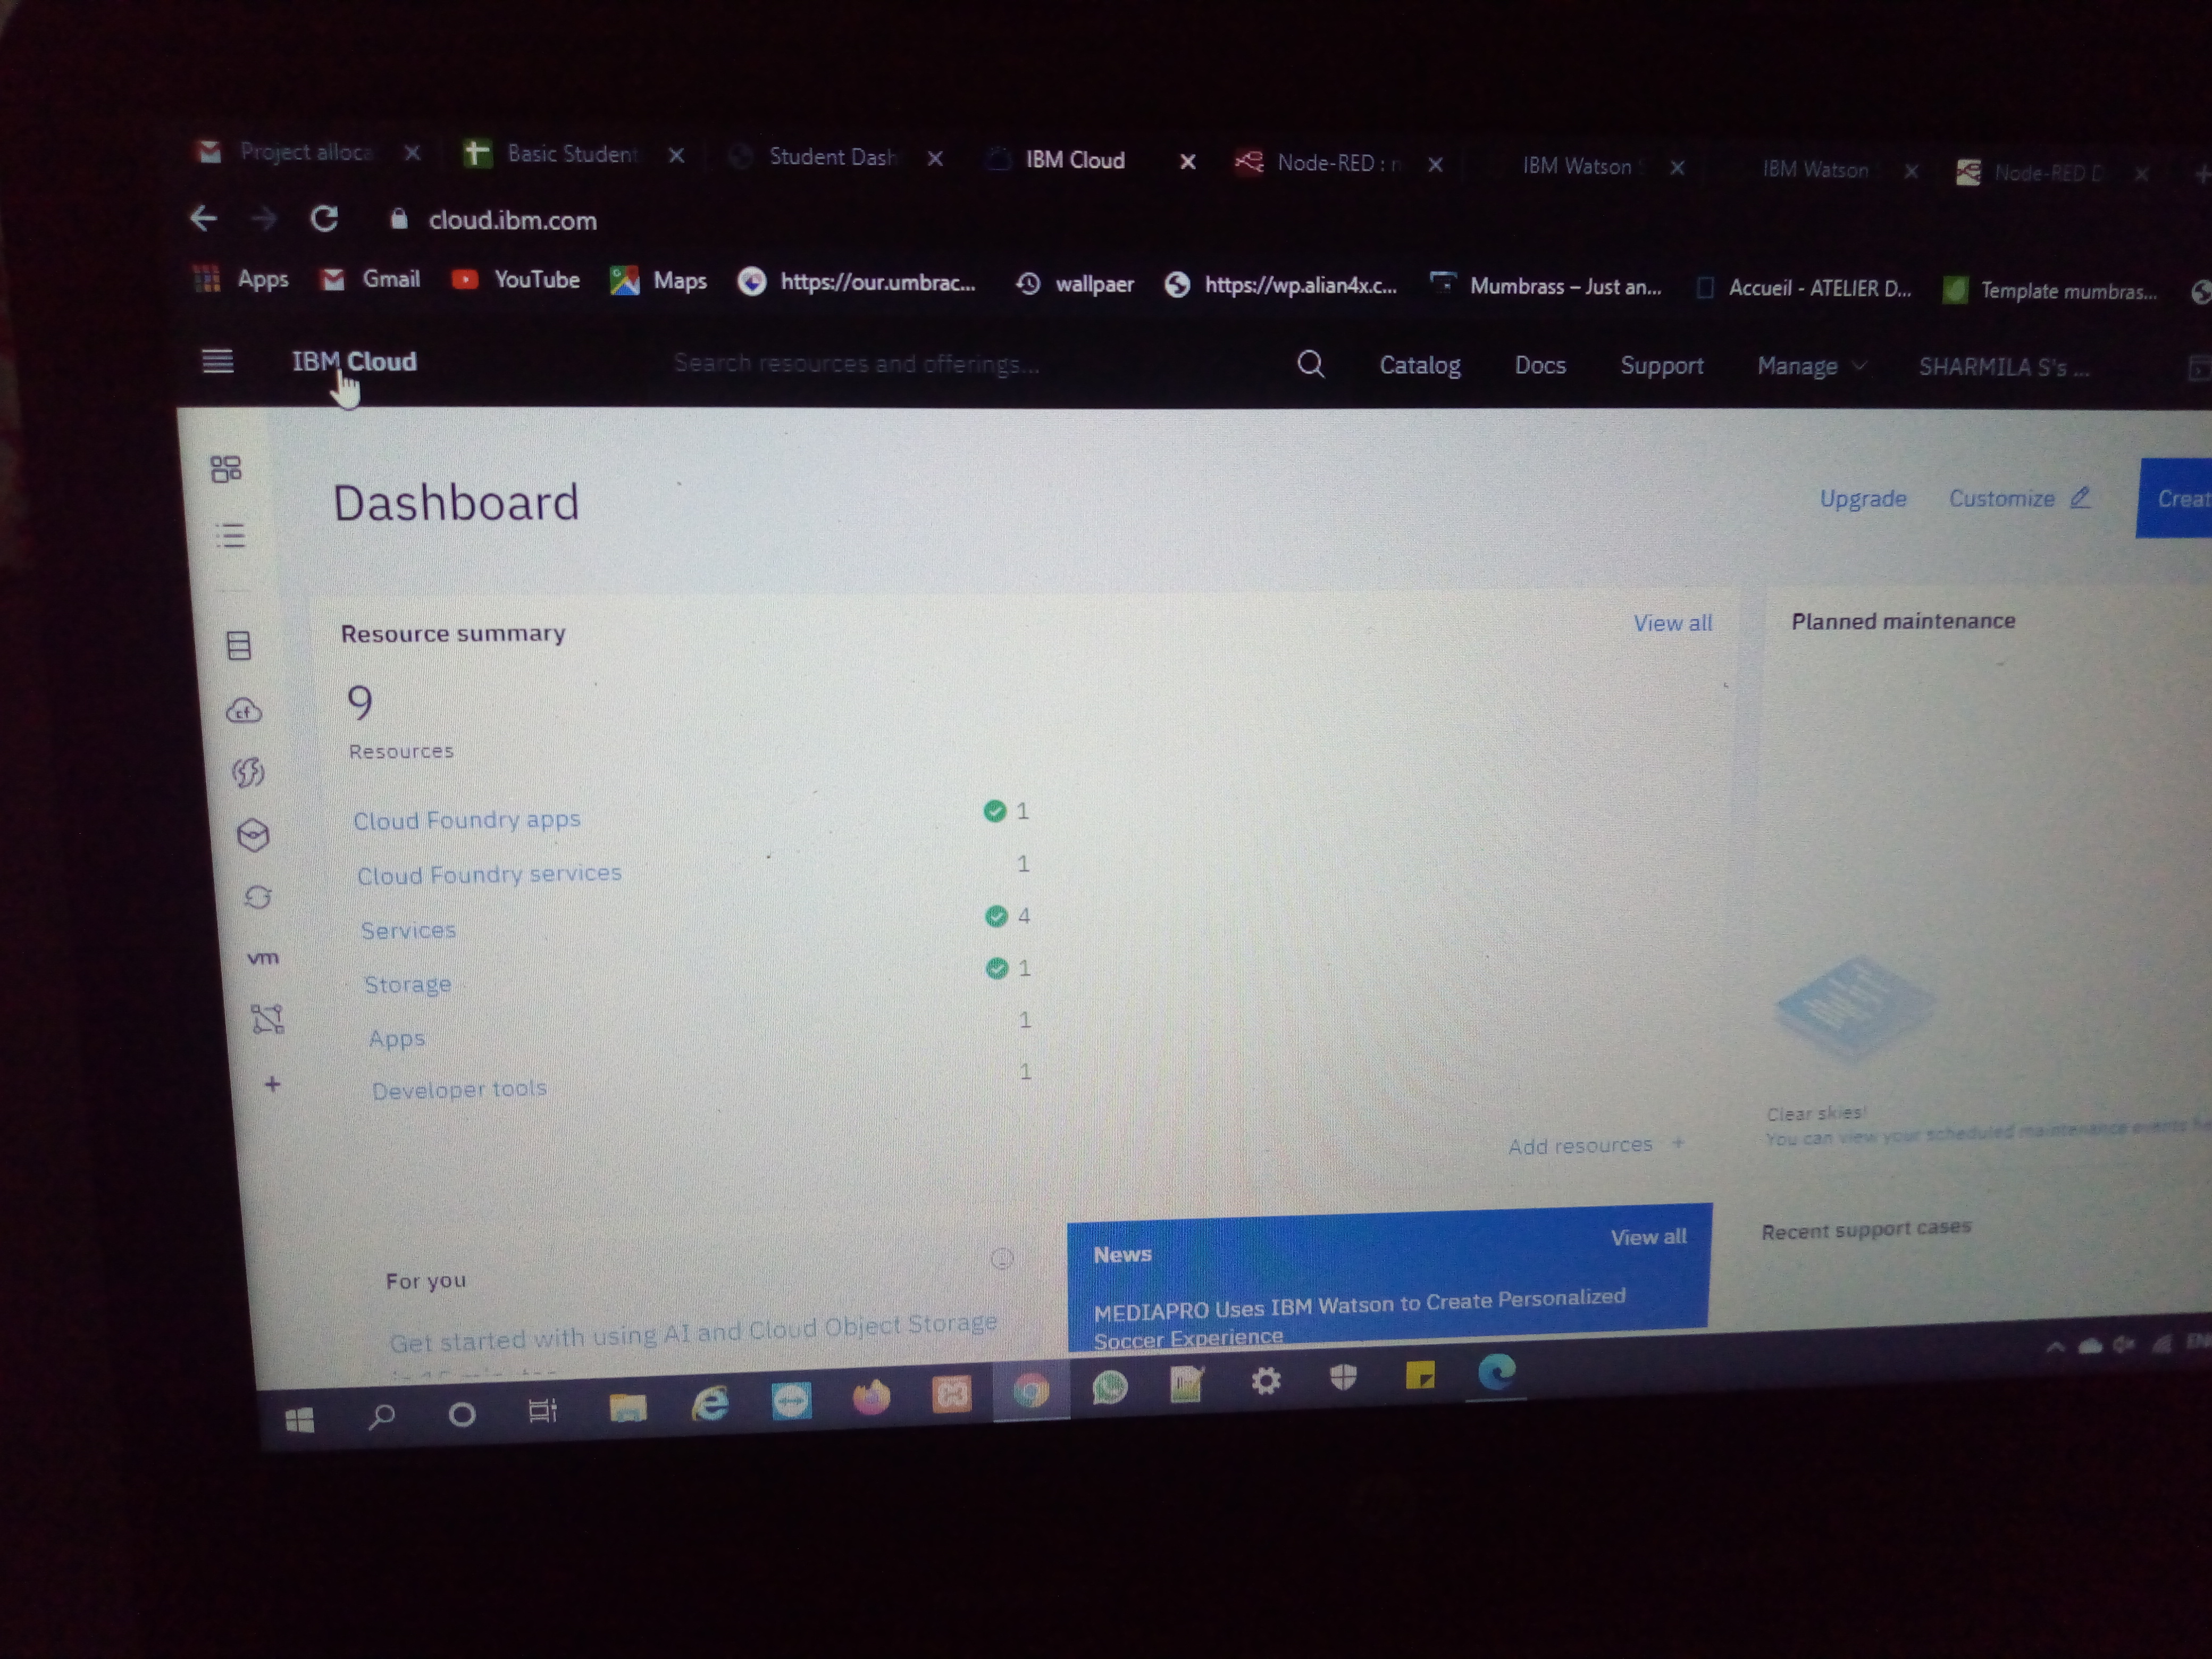 Project alloca Basic Student Student Dash IBM Cloud Node-RED : n IBM Watson IBM Watson Node-RED D
cloud.ibm.com
Apps Gmail YouTube Maps https://our.umbrac... wallpaer https://wp.alian4x.c... Mumbrass – Just an... Accueil - ATELIER D... Template mumbras...
IBM Cloud Search resources and offerings... Catalog Docs Support Manage SHARMILA S's ...
Dashboard Upgrade Customize Creat
Resource summary View all
9
Resources
Cloud Foundry apps 1
Cloud Foundry services 1
Services 4
Storage 1
Apps 1
Developer tools 1
Add resources +
Planned maintenance
Clear skies!
You can view your scheduled maintenance events he
cf
vm
For you
Get started with using AI and Cloud Object Storage
News View all
MEDIAPRO Uses IBM Watson to Create Personalized
Soccer Experience
Recent support cases
EN